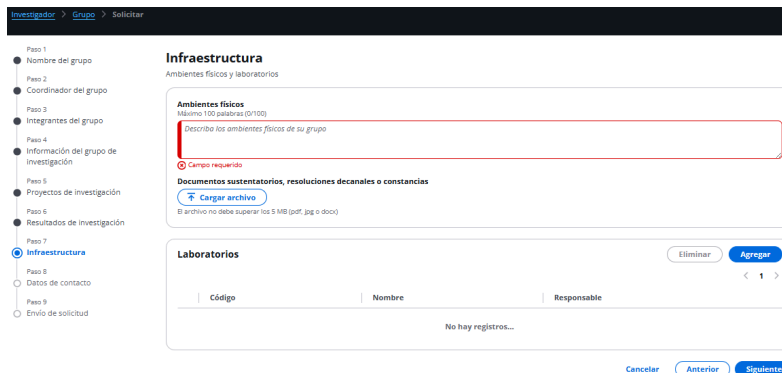 Investigador > Grupo > Solicitar
Paso 1
Nombre del grupo
Paso 2
Coordinador del grupo
Paso 3
Integrantes del grupo
Paso 4
Información del grupo de
investigación
Paso 5
Proyectos de investigación
Paso 6
Resultados de investigación
Paso 7
Infraestructura
Paso 8
Datos de contacto
Paso 9
Envío de solicitud
Infraestructura
Ambientes físicos y laboratorios
Ambientes físicos
Máximo 100 palabras (0/100)
Describa los ambientes físicos de su grupo
Campo requerido
Documentos sustentatorios, resoluciones decanales o constancias
Cargar archivo
El archivo no debe superar los 5 MB (pdf, jpg o docx)
Laboratorios
Eliminar Agregar
< 1 >
Código Nombre Responsable
No hay registros...
Cancelar Anterior Siguiente